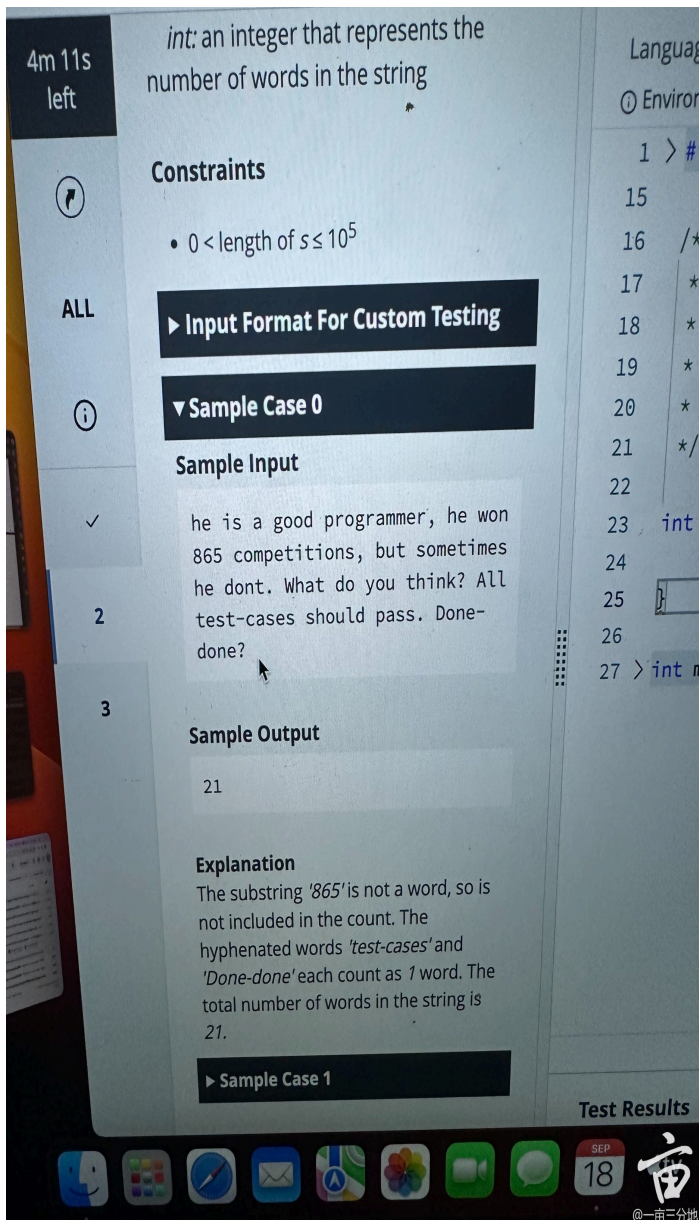 4m 11s
left
int: an integer that represents the
number of words in the string
Constraints
• 0 < length of s ≤ 10⁵
▶ Input Format For Custom Testing
ALL
▼ Sample Case 0
Sample Input
he is a good programmer, he won
865 competitions, but sometimes
he dont. What do you think? All
test-cases should pass. Done-
done?
2
3
Sample Output
21
Explanation
The substring '865' is not a word, so is
not included in the count. The
hyphenated words 'test-cases' and
'Done-done' each count as 1 word. The
total number of words in the string is
21.
▶ Sample Case 1
Languag
Enviror
1 > #
15
16 /*
17 *
18 *
19 *
20 *
21 */
22
23 int
24
25 }
26
27 > int m
Test Results
SEP
18
亩
@一亩三分地